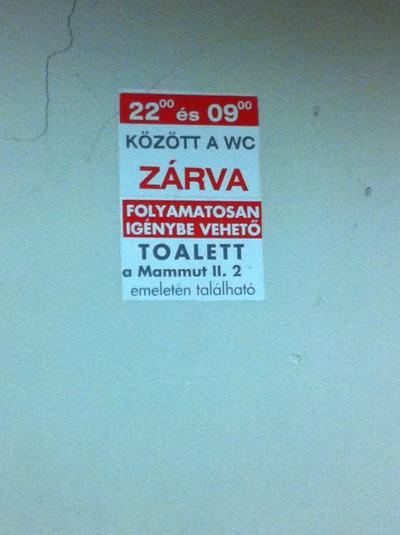 22⁰⁰ és 09⁰⁰
KÖZÖTT A WC
ZÁRVA
FOLYAMATOSAN
IGÉNYBE VEHETŐ
TOALETT
a Mammut II. 2
emeletén található